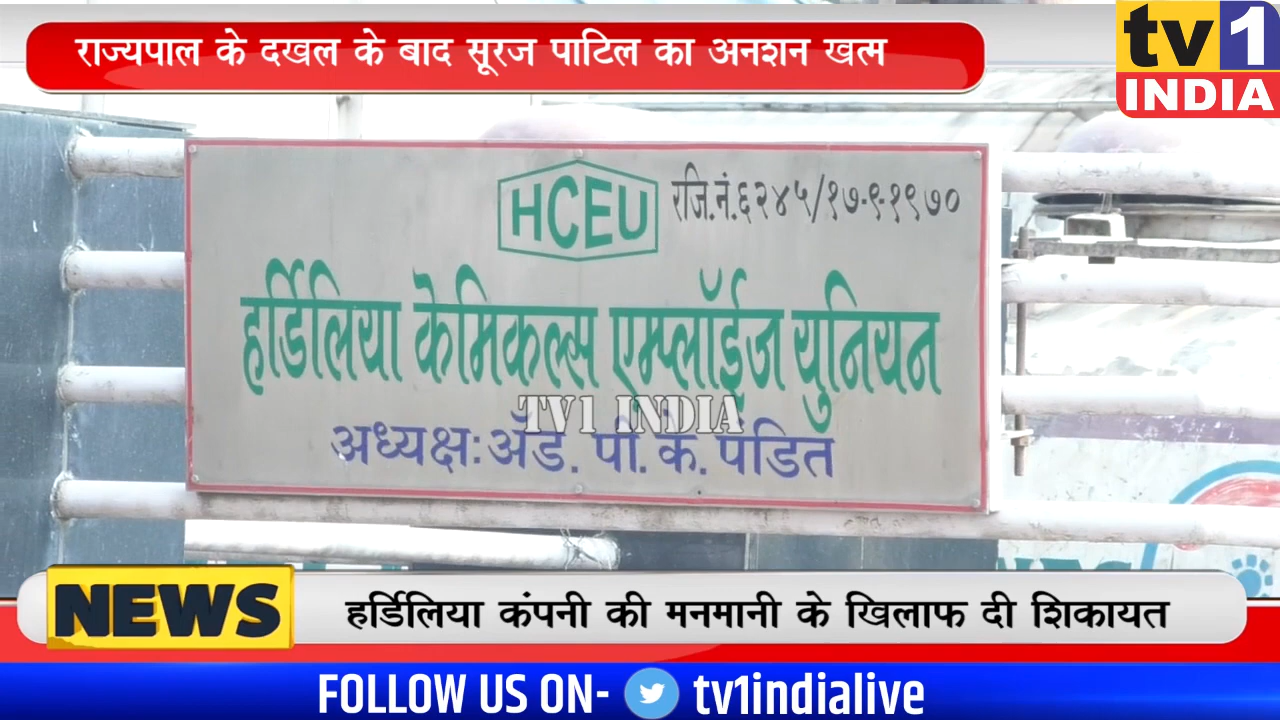 राज्यपाल के दखल के बाद सूरज पाटिल का अनशन खत्म
tv1
INDIA
HCEU
रजि.नं.६२४५/१७-९-१९७०
हर्डिलिया केमिकल्स एम्प्लॉईज युनियन
TV1 INDIA
अध्यक्ष: ॲड. पी. के. पंडित
NEWS
हर्डिलिया कंपनी की मनमानी के खिलाफ दी शिकायत
FOLLOW US ON- tv1indialive